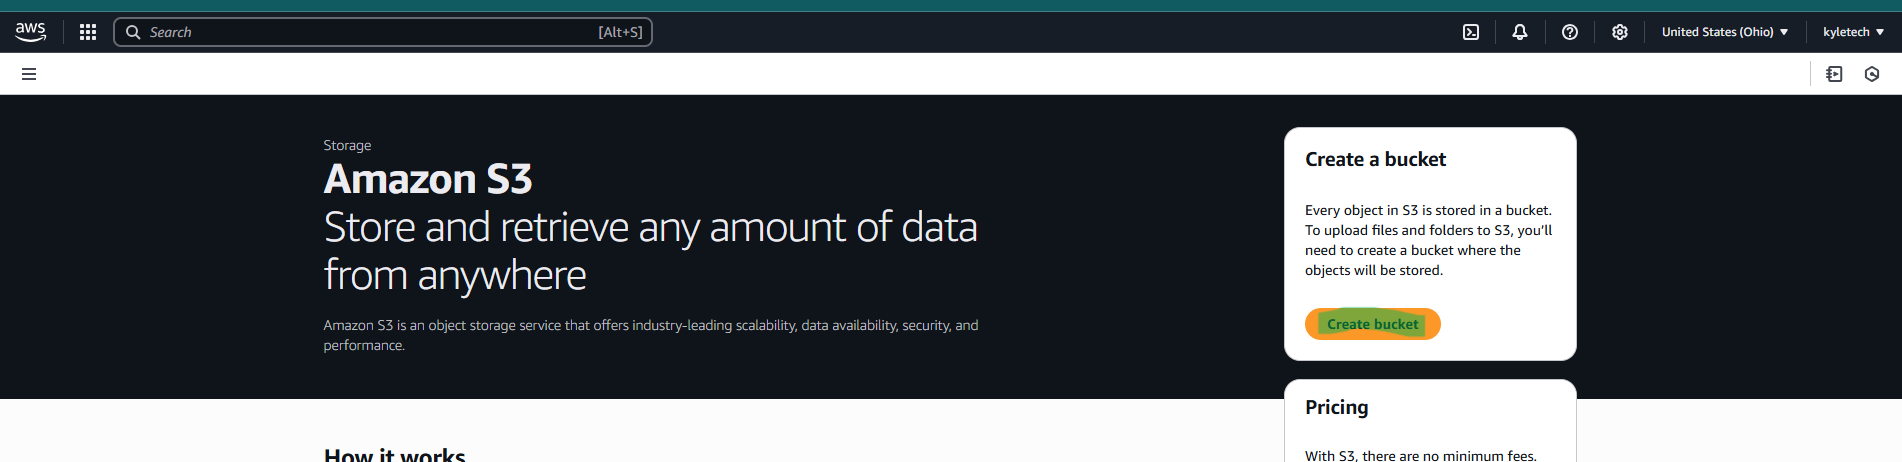 aws
Search
[Alt+S]
United States (Ohio)
kyletech
Storage
Amazon S3
Store and retrieve any amount of data
from anywhere
Amazon S3 is an object storage service that offers industry-leading scalability, data availability, security, and
performance.
Create a bucket
Every object in S3 is stored in a bucket.
To upload files and folders to S3, you'll
need to create a bucket where the
objects will be stored.
Create bucket
Pricing
With S3, there are no minimum fees.
How it works